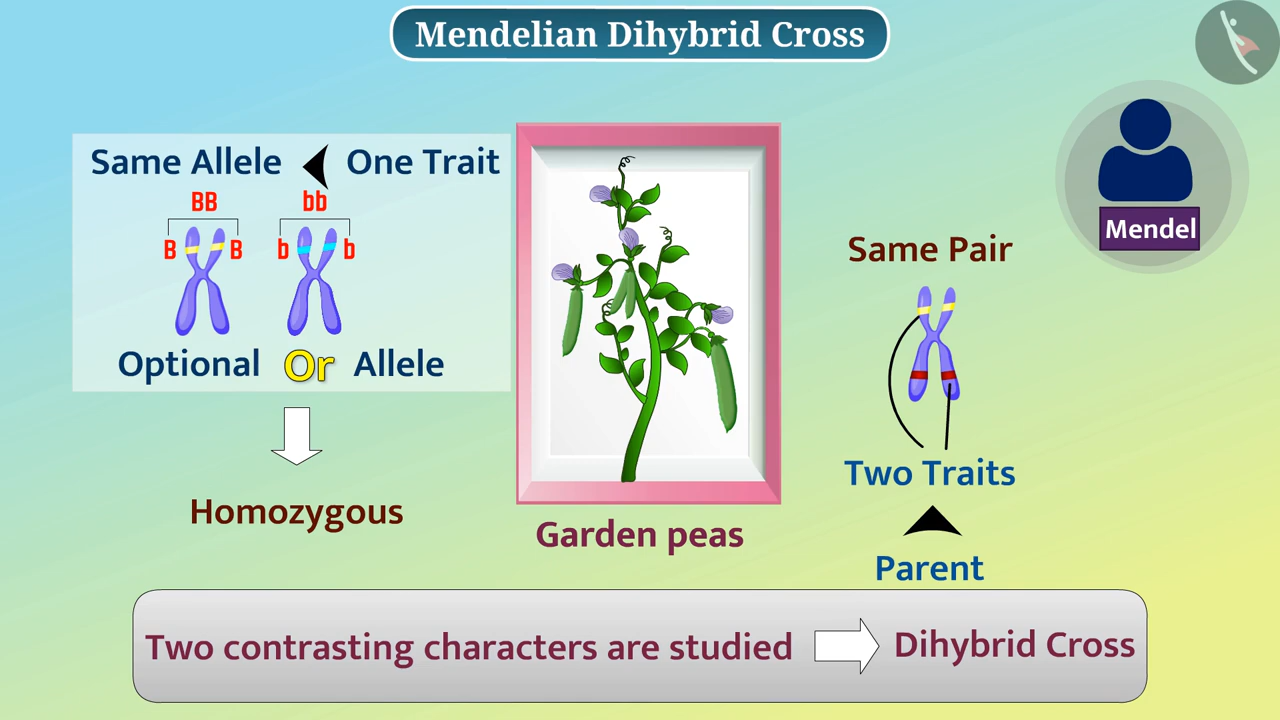 Mendelian Dihybrid Cross
Same Allele One Trait
BB bb
B B b b
Optional Or Allele
Homozygous
Garden peas
Mendel
Same Pair
Two Traits
Parent
Two contrasting characters are studied Dihybrid Cross